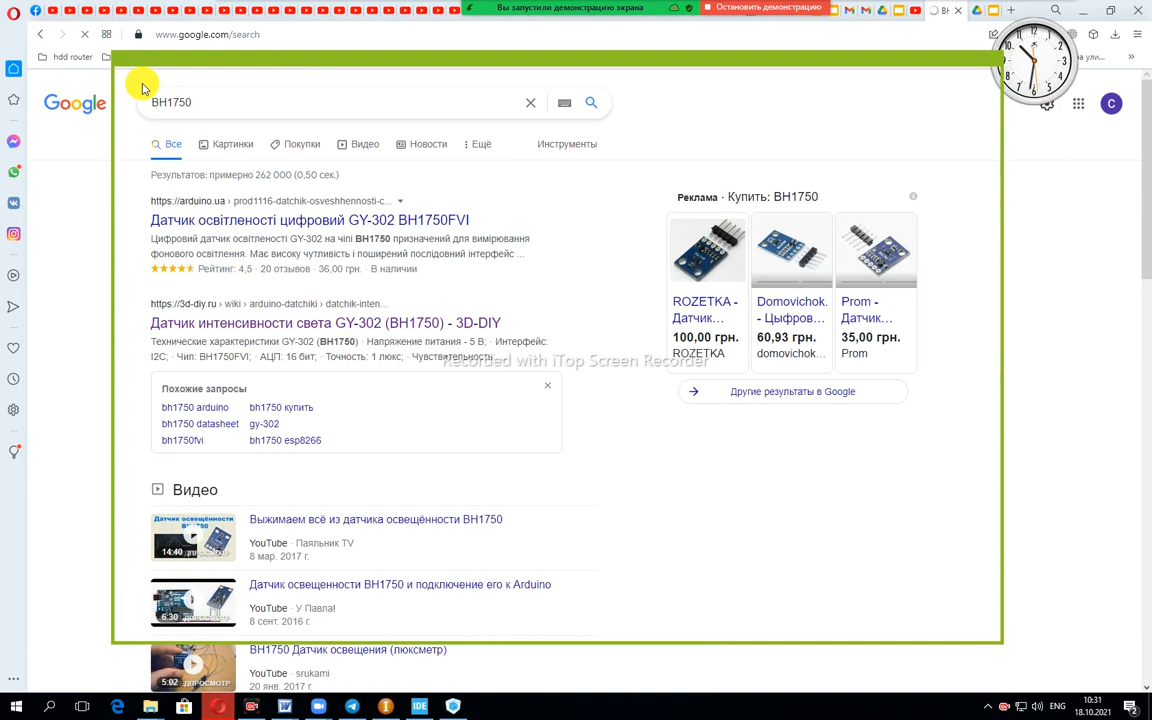 Вы запустили демонстрацию экрана
Остановить демонстрацию
www.google.com/search
hdd router
Google
BH1750
C
Все
Картинки
Покупки
Видео
Новости
Ещё
Инструменты
Результатов: примерно 262 000 (0,50 сек.)
https://arduino.ua › prod1116-datchik-osveshhennosti-c...
Датчик освітленості цифровий GY-302 BH1750FVI
Цифровий датчик освітленості GY-302 на чіпі BH1750 призначений для вимірювання
фонового освітлення. Має високу чутливість і поширений послідовний інтерфейс ...
Рейтинг: 4,5 · 20 отзывов · 36,00 грн. · В наличии
https://3d-diy.ru › wiki › arduino-datchiki › datchik-inten...
Датчик интенсивности света GY-302 (BH1750) - 3D-DIY
Технические характеристики GY-302 (BH1750) · Напряжение питания - 5 В; · Интерфейс:
I2C; · Чип: BH1750FVI; · АЦП: 16 бит; · Точность: 1 люкс; · Чувствительность:
Recorded with iTop Screen Recorder
Похожие запросы
bh1750 arduino
bh1750 купить
bh1750 datasheet
gy-302
bh1750fvi
bh1750 esp8266
Видео
Датчик освещённости
BH1750
14:40
ДПРОСМОТР
Выжимаем всё из датчика освещённости BH1750
YouTube · Паяльник TV
8 мар. 2017 г.
6:30
ДПРОСМОТР
Датчик освещенности BH1750 и подключение его к Arduino
YouTube · У Павла!
8 сент. 2016 г.
5:02
ДПРОСМОТР
BH1750 Датчик освещения (люксметр)
YouTube · srukami
20 янв. 2017 г.
Реклама · Купить: BH1750
ROZETKA -
Датчик...
100,00 грн.
ROZETKA
Domovichok.
- Цыфров...
60,93 грн.
domovichok...
Prom -
Датчик...
35,00 грн.
Prom
Другие результаты в Google
IDE
ENG
10:31
18.10.2021
2